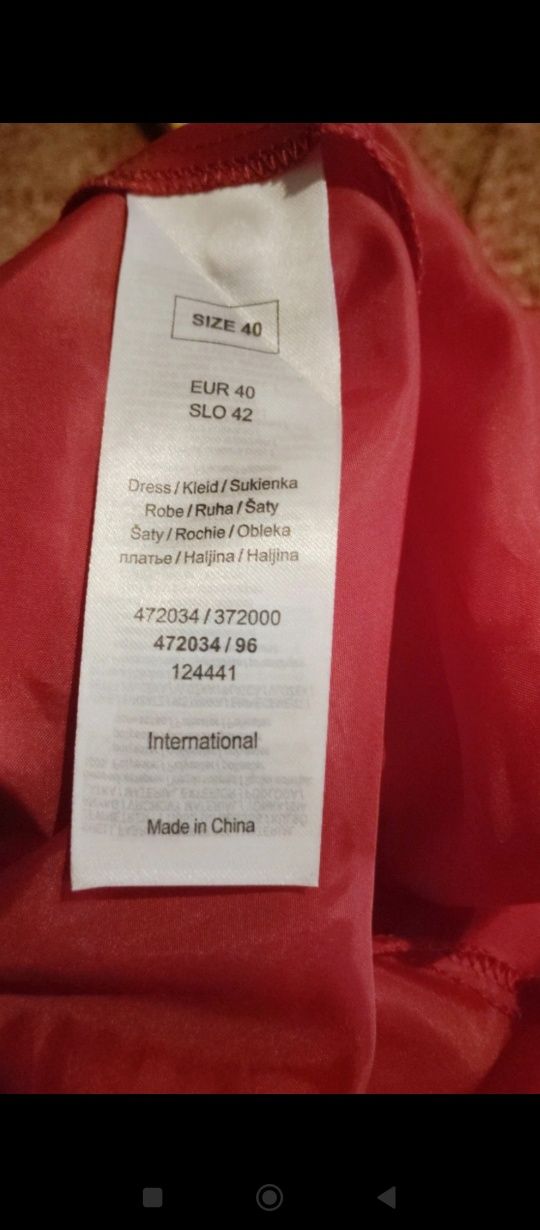 SIZE 40
EUR 40
SLO 42
Dress / Kleid / Sukienka
Robe / Ruha / Šaty
Šaty / Rochie / Obleka
платье / Haljina / Haljina
472034 / 372000
472034 / 96
124441
International
Made in China